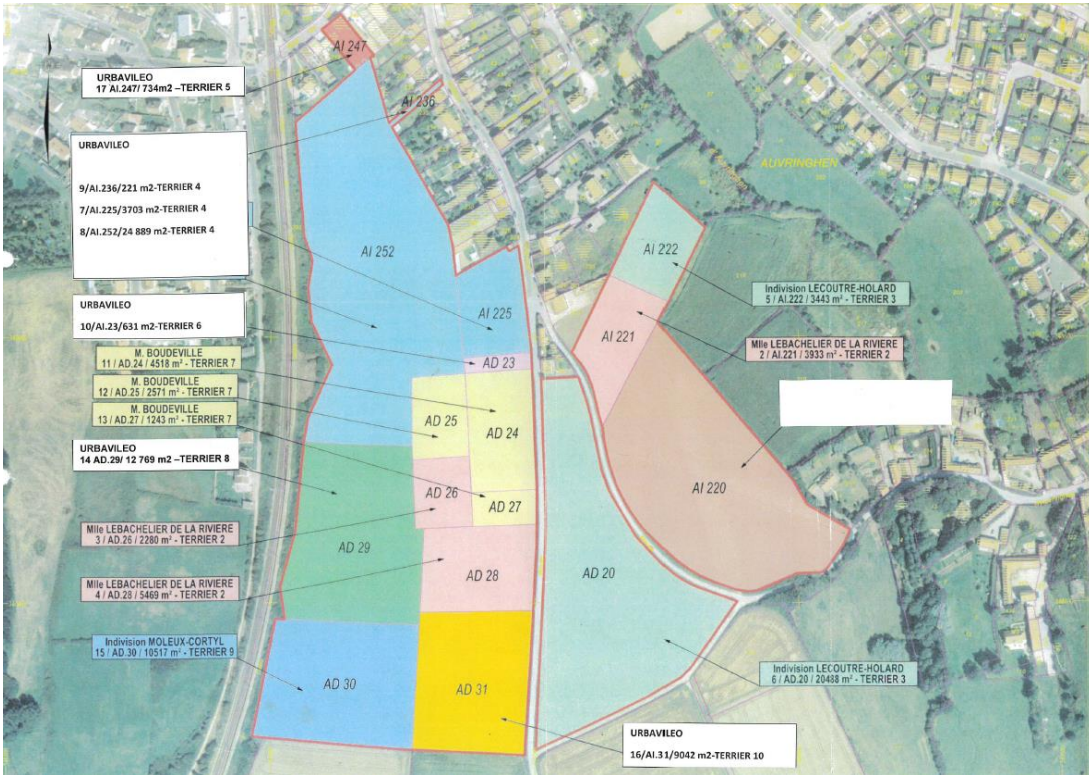 AI 247
URBAVILEO
17 AI.247/ 734m2 –TERRIER 5
AI 236
URBAVILEO
9/AI.236/221 m2-TERRIER 4
7/AI.225/3703 m2-TERRIER 4
8/AI.252/24 889 m2-TERRIER 4
AUVRINGHEN
AI 252
AI 222
Indivision LECOUTRE-HOLARD
5 / AI.222 / 3443 m² - TERRIER 3
URBAVILEO
10/AI.23/631 m2-TERRIER 6
AI 225
AI 221
Mlle LEBACHELIER DE LA RIVIERE
2 / AI.221 / 3933 m² - TERRIER 2
AD 23
M. BOUDEVILLE
11 / AD.24 / 4518 m² - TERRIER 7
M. BOUDEVILLE
12 / AD.25 / 2571 m² - TERRIER 7
M. BOUDEVILLE
13 / AD.27 / 1243 m² - TERRIER 7
AD 25
AD 24
URBAVILEO
14 AD.29/ 12 769 m2 –TERRIER 8
AD 26
AD 27
AI 220
Mlle LEBACHELIER DE LA RIVIERE
3 / AD.26 / 2280 m² - TERRIER 2
AD 29
AD 28
AD 20
Mlle LEBACHELIER DE LA RIVIERE
4 / AD.28 / 5469 m² - TERRIER 2
Indivision MOLEUX-CORTYL
15 / AD.30 / 10517 m² - TERRIER 9
AD 30
AD 31
Indivision LECOUTRE-HOLARD
6 / AD.20 / 20488 m² - TERRIER 3
URBAVILEO
16/AI.31/9042 m2-TERRIER 10